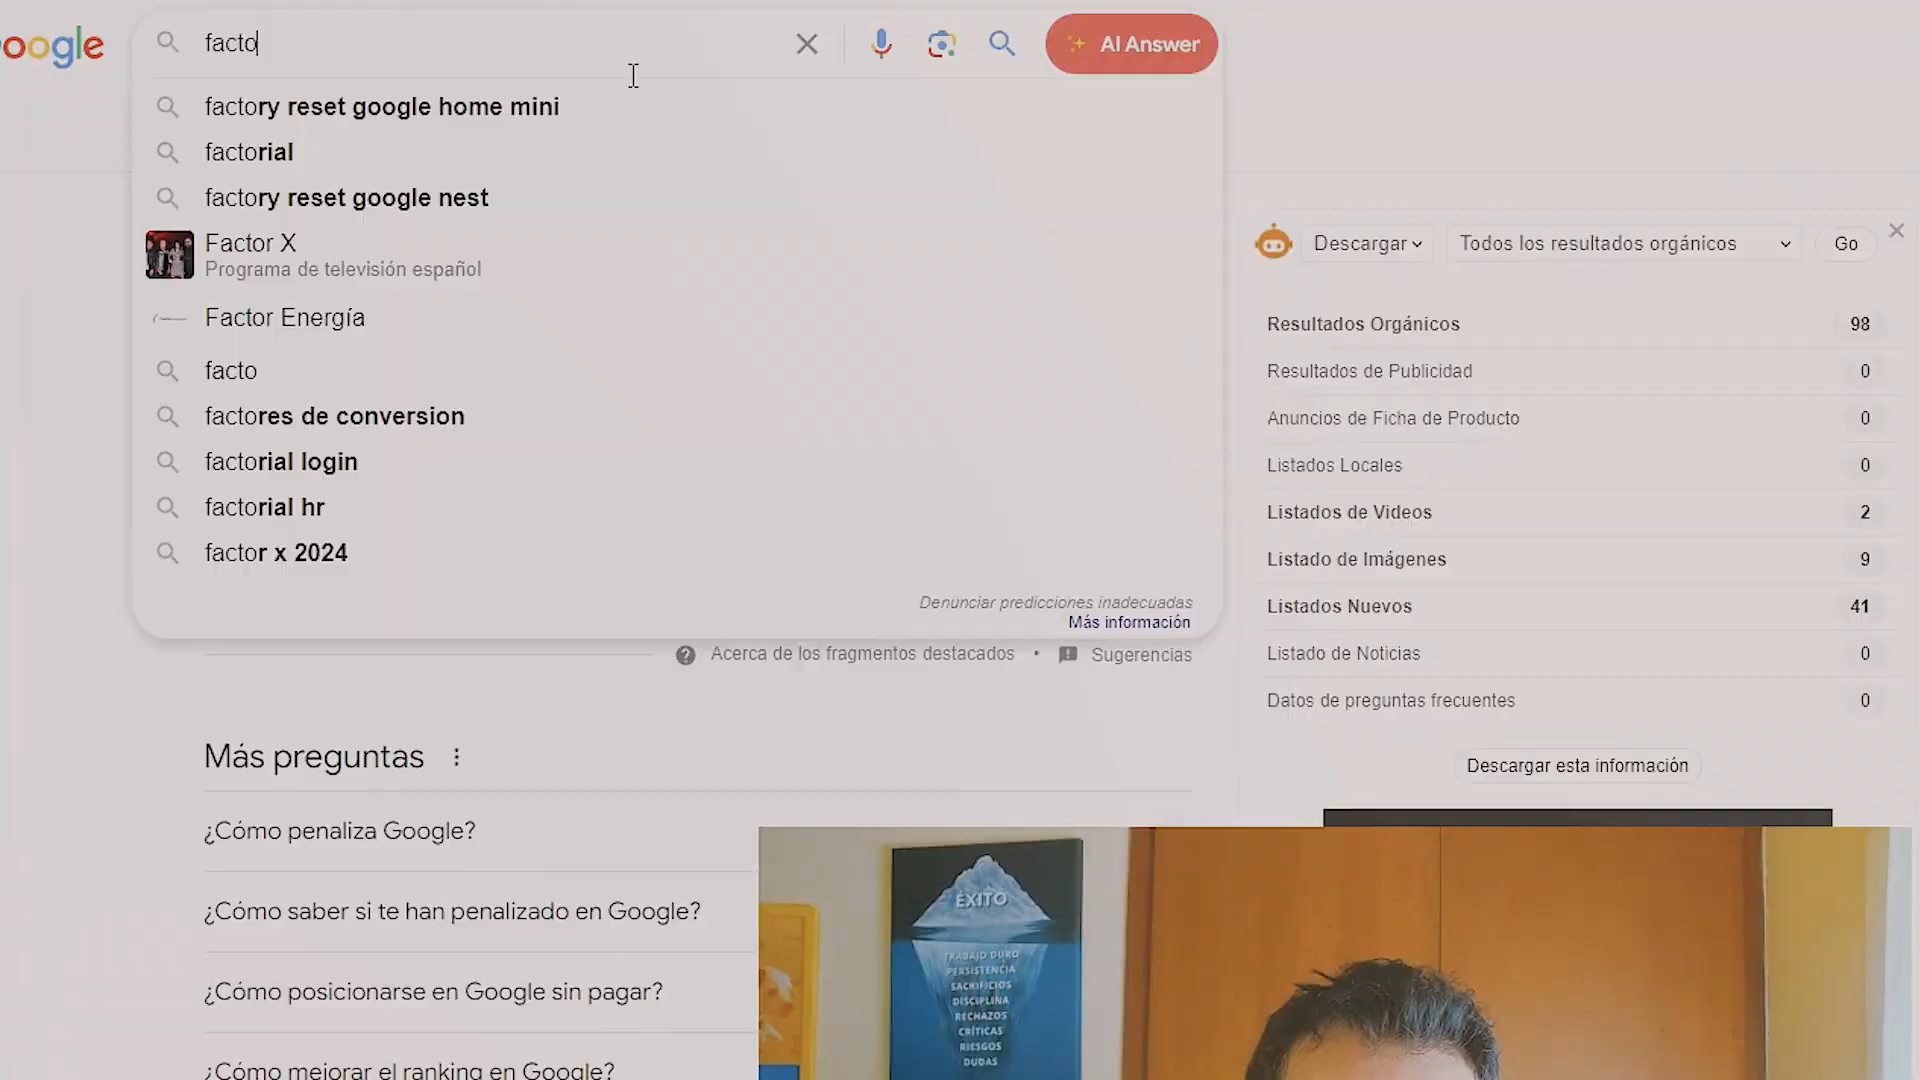 oogle
facto
AI Answer
factory reset google home mini
factorial
factory reset google nest
Factor X
Programa de televisión español
Factor Energía
facto
factores de conversion
factorial login
factorial hr
factor x 2024
Denunciar predicciones inadecuadas
Más información
Acerca de los fragmentos destacados • Sugerencias
Más preguntas
¿Cómo penaliza Google?
¿Cómo saber si te han penalizado en Google?
¿Cómo posicionarse en Google sin pagar?
¿Cómo mejorar el ranking en Google?
Descargar Todos los resultados orgánicos Go
Resultados Orgánicos 98
Resultados de Publicidad 0
Anuncios de Ficha de Producto 0
Listados Locales 0
Listados de Videos 2
Listado de Imágenes 9
Listados Nuevos 41
Listado de Noticias 0
Datos de preguntas frecuentes 0
Descargar esta información
ÉXITO
TRABAJO DURO
PERSISTENCIA
SACRIFICIOS
DISCIPLINA
RECHAZOS
CRÍTICAS
RIESGOS
DUDAS